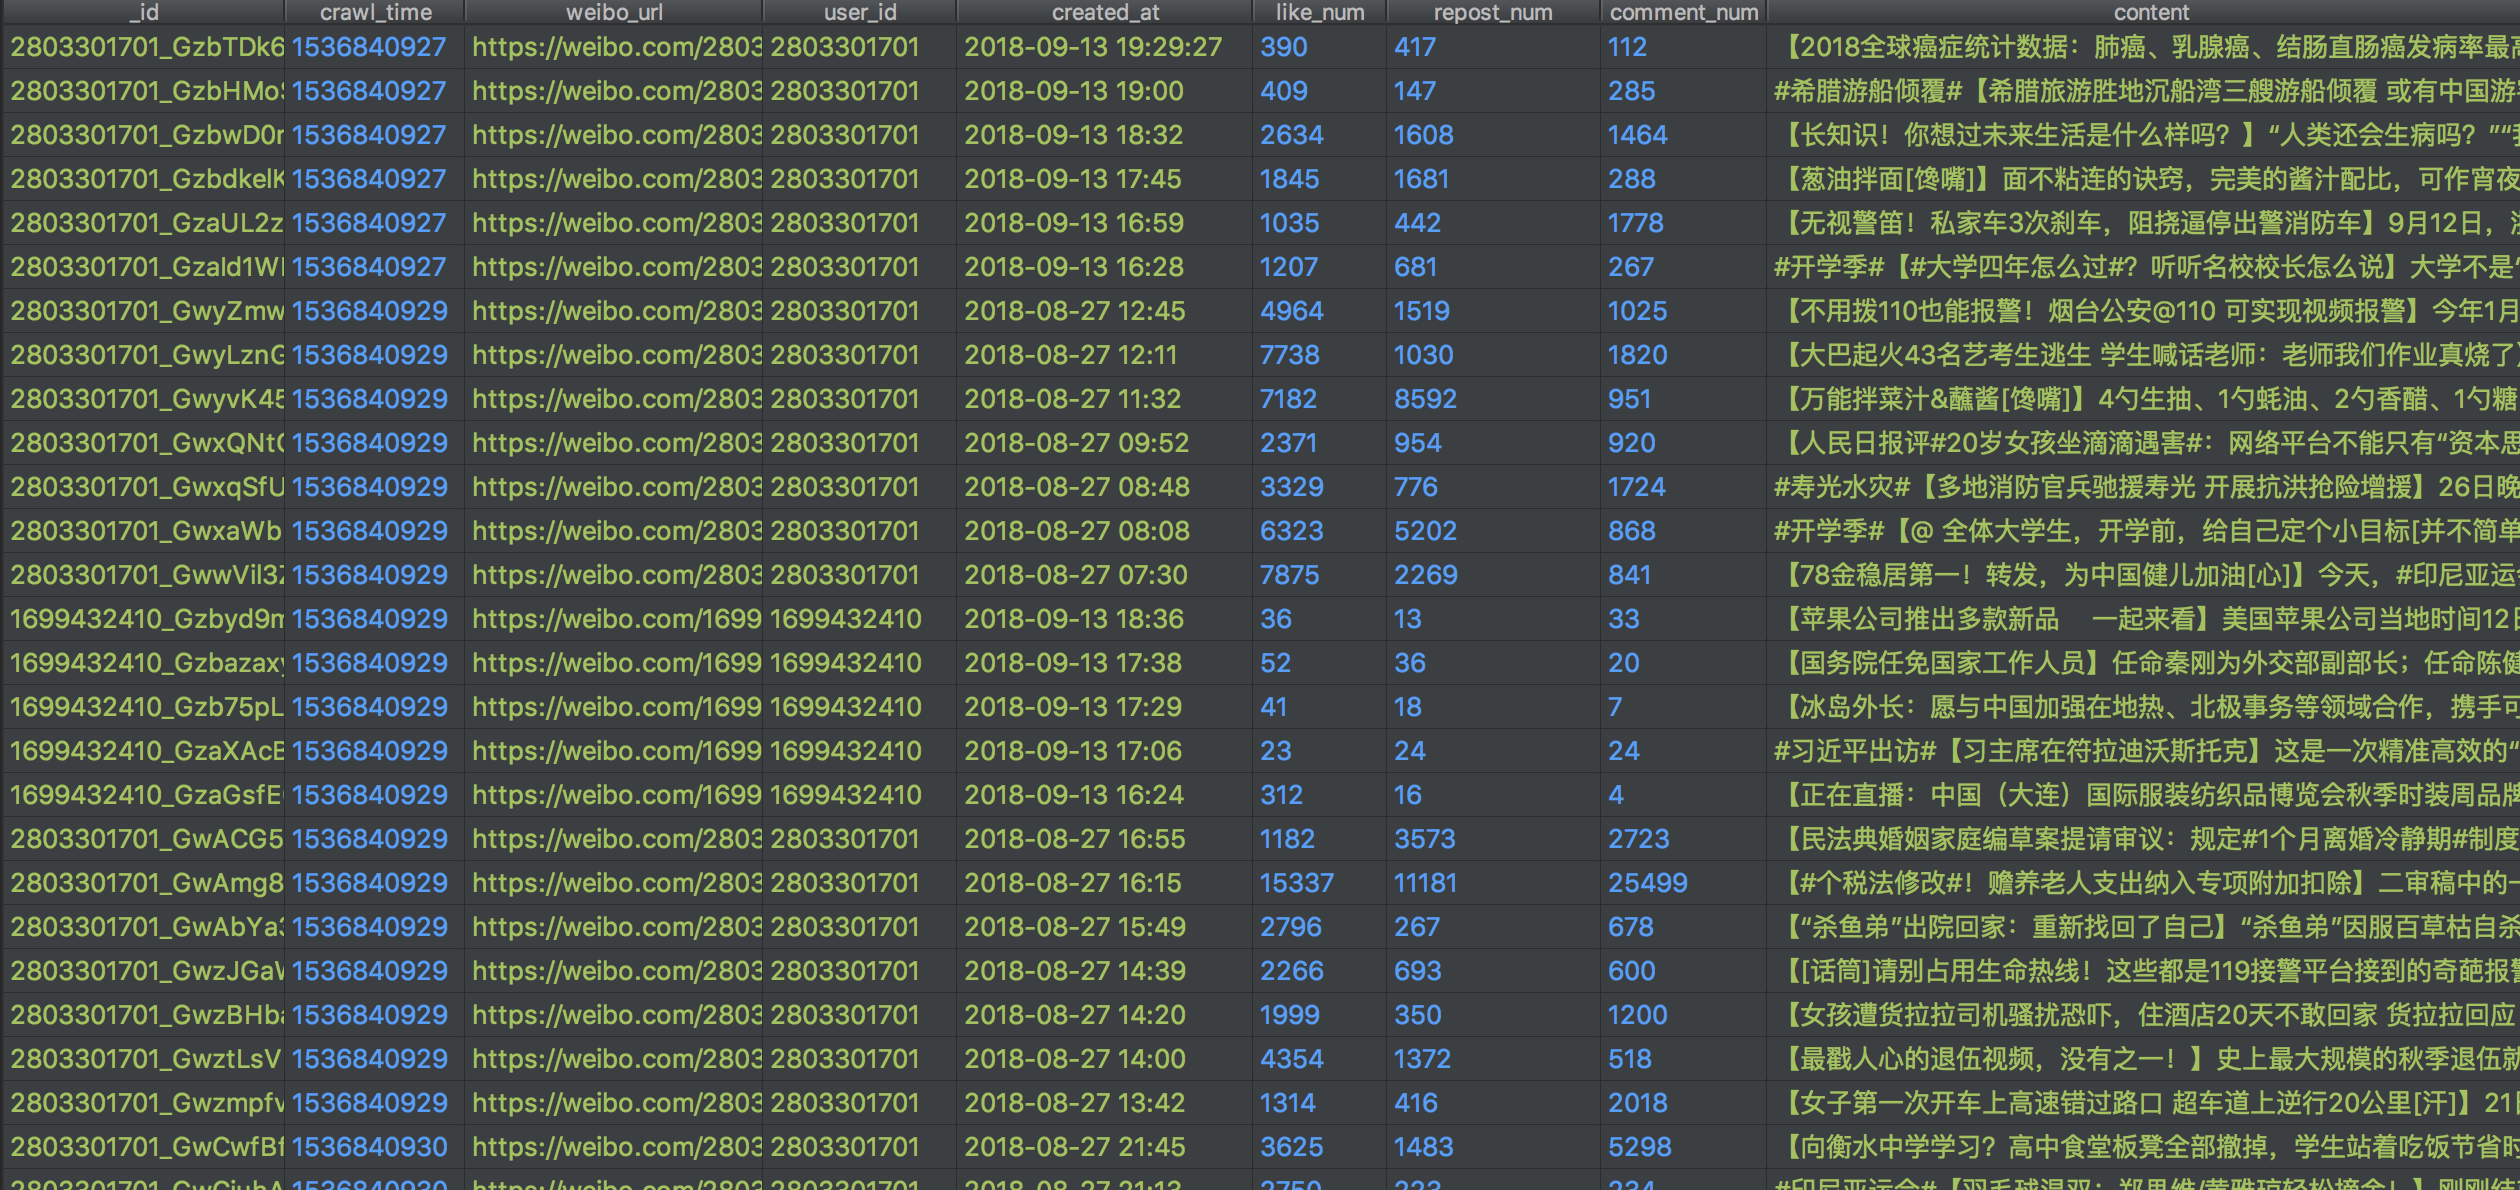 _id crawl_time weibo_url user_id created_at like_num repost_num comment_num content
2803301701_GzbTDk6 1536840927 https://weibo.com/2803 2803301701 2018-09-13 19:29:27 390 417 112 【2018全球癌症统计数据：肺癌、乳腺癌、结肠直肠癌发病率最高
2803301701_GzbHMo 1536840927 https://weibo.com/2803 2803301701 2018-09-13 19:00 409 147 285 #希腊游船倾覆#【希腊旅游胜地沉船湾三艘游船倾覆 或有中国游
2803301701_GzbwD0 1536840927 https://weibo.com/2803 2803301701 2018-09-13 18:32 2634 1608 1464 【长知识！你想过未来生活是什么样吗？】“人类还会生病吗？”“
2803301701_GzbdkelK 1536840927 https://weibo.com/2803 2803301701 2018-09-13 17:45 1845 1681 288 【葱油拌面[馋嘴]】面不粘连的诀窍，完美的酱汁配比，可作宵夜
2803301701_GzaUL2z 1536840927 https://weibo.com/2803 2803301701 2018-09-13 16:59 1035 442 1778 【无视警笛！私家车3次刹车，阻挠逼停出警消防车】9月12日，
2803301701_Gzald1W 1536840927 https://weibo.com/2803 2803301701 2018-09-13 16:28 1207 681 267 #开学季#【#大学四年怎么过#？听听名校校长怎么说】大学不是“
2803301701_GwyZmw 1536840929 https://weibo.com/2803 2803301701 2018-08-27 12:45 4964 1519 1025 【不用拨110也能报警！烟台公安@110 可实现视频报警】今年1月
2803301701_GwyLznG 1536840929 https://weibo.com/2803 2803301701 2018-08-27 12:11 7738 1030 1820 【大巴起火43名艺考生逃生 学生喊话老师：老师我们作业真烧了】
2803301701_GwyvK45 1536840929 https://weibo.com/2803 2803301701 2018-08-27 11:32 7182 8592 951 【万能拌菜汁&蘸酱[馋嘴]】4勺生抽、1勺蚝油、2勺香醋、1勺糖
2803301701_GwxQNt 1536840929 https://weibo.com/2803 2803301701 2018-08-27 09:52 2371 954 920 【人民日报评#20岁女孩坐滴滴遇害#：网络平台不能只有“资本思
2803301701_GwxqSfU 1536840929 https://weibo.com/2803 2803301701 2018-08-27 08:48 3329 776 1724 #寿光水灾#【多地消防官兵驰援寿光 开展抗洪抢险增援】26日晚
2803301701_GwxaWb 1536840929 https://weibo.com/2803 2803301701 2018-08-27 08:08 6323 5202 868 #开学季#【@ 全体大学生，开学前，给自己定个小目标[并不简单
2803301701_GwwVil3 1536840929 https://weibo.com/2803 2803301701 2018-08-27 07:30 7875 2269 841 【78金稳居第一！转发，为中国健儿加油[心]】今天，#印尼亚运
1699432410_Gzbyd9m 1536840929 https://weibo.com/1699 1699432410 2018-09-13 18:36 36 13 33 【苹果公司推出多款新品　一起来看】美国苹果公司当地时间12日
1699432410_Gzbazax 1536840929 https://weibo.com/1699 1699432410 2018-09-13 17:38 52 36 20 【国务院任免国家工作人员】任命秦刚为外交部副部长；任命陈健
1699432410_Gzb75pL 1536840929 https://weibo.com/1699 1699432410 2018-09-13 17:29 41 18 7 【冰岛外长：愿与中国加强在地热、北极事务等领域合作，携手可
1699432410_GzaXAcE 1536840929 https://weibo.com/1699 1699432410 2018-09-13 17:06 23 24 24 #习近平出访#【习主席在符拉迪沃斯托克】这是一次精准高效的“
1699432410_GzaGsfE 1536840929 https://weibo.com/1699 1699432410 2018-09-13 16:24 312 16 4 【正在直播：中国（大连）国际服装纺织品博览会秋季时装周品牌
2803301701_GwACG5 1536840929 https://weibo.com/2803 2803301701 2018-08-27 16:55 1182 3573 2723 【民法典婚姻家庭编草案提请审议：规定#1个月离婚冷静期#制度
2803301701_GwAmg8 1536840929 https://weibo.com/2803 2803301701 2018-08-27 16:15 15337 11181 25499 【#个税法修改#！赡养老人支出纳入专项附加扣除】二审稿中的一
2803301701_GwAbYa 1536840929 https://weibo.com/2803 2803301701 2018-08-27 15:49 2796 267 678 【“杀鱼弟”出院回家：重新找回了自己】“杀鱼弟”因服百草枯自杀
2803301701_GwzJGa 1536840929 https://weibo.com/2803 2803301701 2018-08-27 14:39 2266 693 600 【[话筒]请别占用生命热线！这些都是119接警平台接到的奇葩报警
2803301701_GwzBHb 1536840929 https://weibo.com/2803 2803301701 2018-08-27 14:20 1999 350 1200 【女孩遭货拉拉司机骚扰恐吓，住酒店20天不敢回家 货拉拉回应
2803301701_GwztLsV 1536840929 https://weibo.com/2803 2803301701 2018-08-27 14:00 4354 1372 518 【最戳人心的退伍视频，没有之一！】史上最大规模的秋季退伍就
2803301701_Gwzmpfv 1536840929 https://weibo.com/2803 2803301701 2018-08-27 13:42 1314 416 2018 【女子第一次开车上高速错过路口 超车道上逆行20公里[汗]】21日
2803301701_GwCwfBf 1536840930 https://weibo.com/2803 2803301701 2018-08-27 21:45 3625 1483 5298 【向衡水中学学习？高中食堂板凳全部撤掉，学生站着吃饭节省时
1536840930 2018-08-27 21:13 2750 223 234